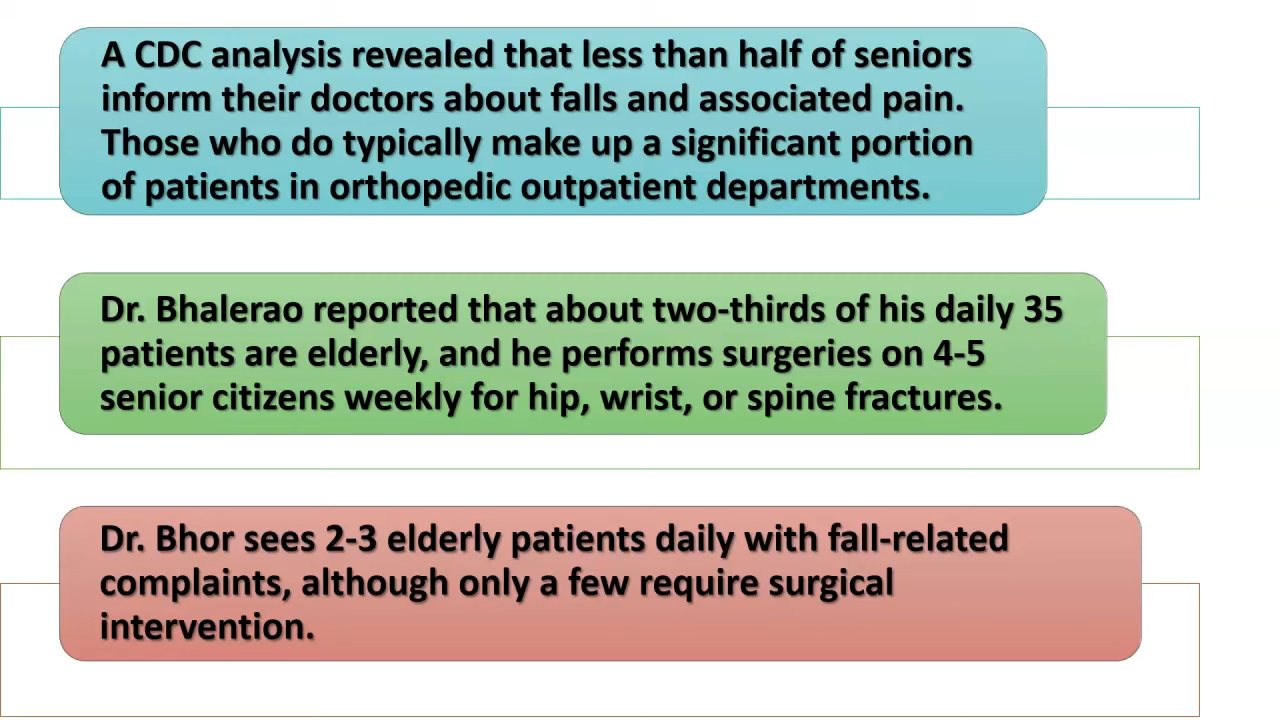 A CDC analysis revealed that less than half of seniors
inform their doctors about falls and associated pain.
Those who do typically make up a significant portion
of patients in orthopedic outpatient departments.
Dr. Bhalerao reported that about two-thirds of his daily 35
patients are elderly, and he performs surgeries on 4-5
senior citizens weekly for hip, wrist, or spine fractures.
Dr. Bhor sees 2-3 elderly patients daily with fall-related
complaints, although only a few require surgical
intervention.